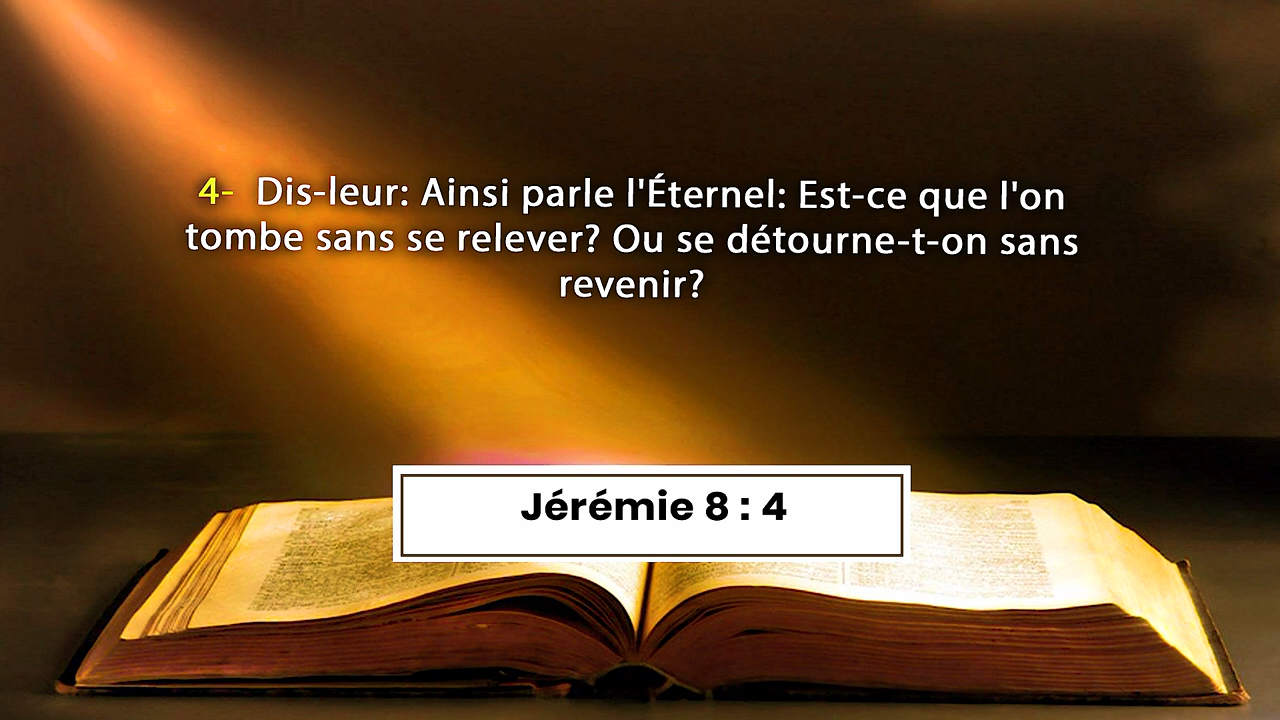 4- Dis-leur: Ainsi parle l'Éternel: Est-ce que l'on
tombe sans se relever? Ou se détourne-t-on sans
revenir?
Jérémie 8 : 4